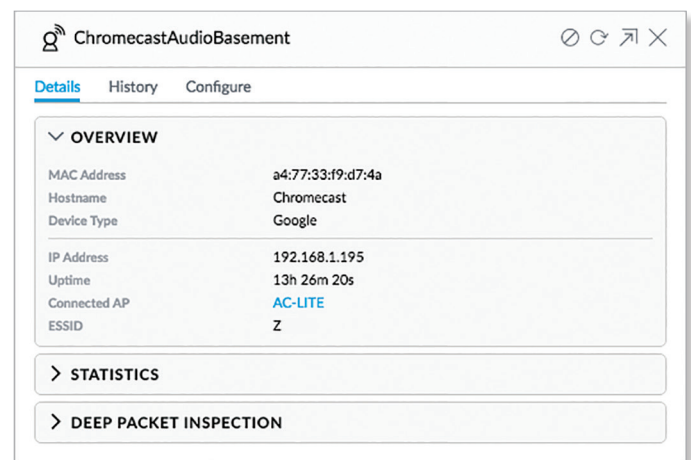 ChromecastAudioBasement
Details History Configure
OVERVIEW
MAC Address a4:77:33:f9:d7:4a
Hostname Chromecast
Device Type Google
IP Address 192.168.1.195
Uptime 13h 26m 20s
Connected AP AC-LITE
ESSID Z
STATISTICS
DEEP PACKET INSPECTION